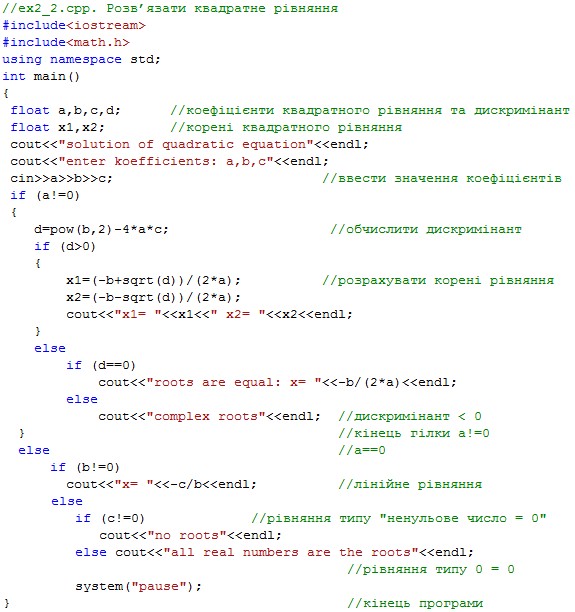 //ex2_2.cpp. Розв’язати квадратне рівняння
#include<iostream>
#include<math.h>
using namespace std;
int main()
{
float a,b,c,d; //коефіцієнти квадратного рівняння та дискримінант
float x1,x2; //корені квадратного рівняння
cout<<"solution of quadratic equation"<<endl;
cout<<"enter koefficients: a,b,c"<<endl;
cin>>a>>b>>c; //ввести значення коефіцієнтів
if (a!=0)
{
d=pow(b,2)-4*a*c; //обчислити дискримінант
if (d>0)
{
x1=(-b+sqrt(d))/(2*a); //розрахувати корені рівняння
x2=(-b-sqrt(d))/(2*a);
cout<<"x1= "<<x1<<" x2= "<<x2<<endl;
}
else
if (d==0)
cout<<"roots are equal: x= "<<-b/(2*a)<<endl;
else
cout<<"complex roots"<<endl; //дискримінант < 0
} //кінець гілки a!=0
else //a==0
if (b!=0)
cout<<"x= "<<-c/b<<endl; //лінійне рівняння
else
if (c!=0) //рівняння типу "ненульове число = 0"
cout<<"no roots"<<endl;
else cout<<"all real numbers are the roots"<<endl;
//рівняння типу 0 = 0
system("pause");
} //кінець програми